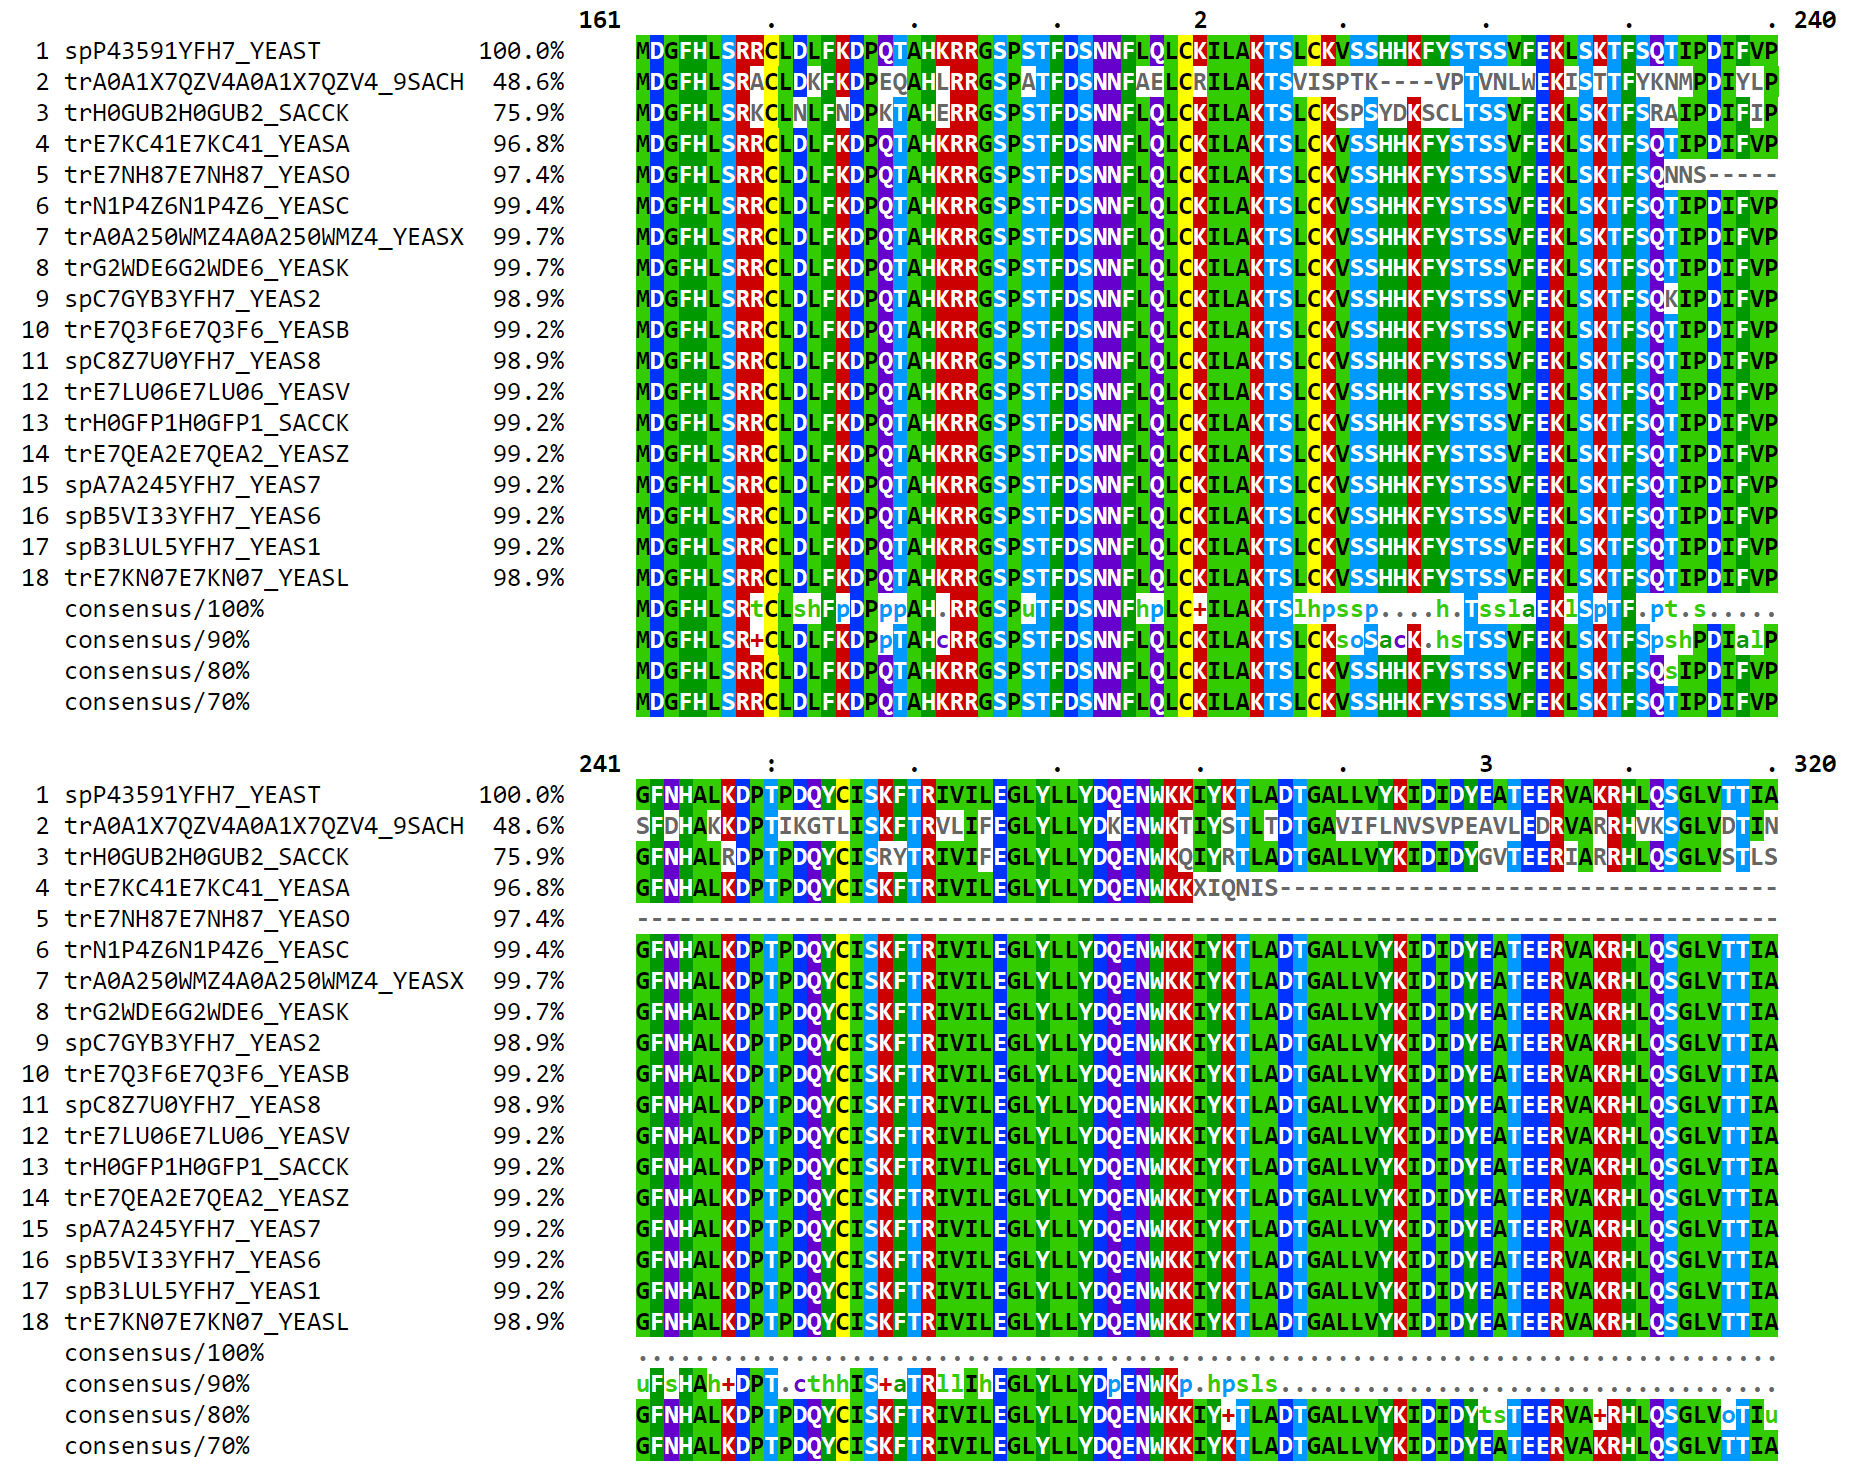 161 . . . 2 . . . . 240
1 spP43591YFH7_YEAST 100.0% MDGFHLSRRCLDLFKDPQTAHKRRGSPSTFDSNNFLQLCKILAKTSLCKVSSHHKFYSTSSVFEKLSKTFSQTIPDIFVP
2 trA0A1X7QZV4A0A1X7QZV4_9SACH 48.6% MDGFHLSRACLDKFKDPEQAHLRRGSPATFDSNNFAELCRILAKTSVISPTK----VPTVNLWEKISTTFYKNMPDIYLP
3 trH0GUB2H0GUB2_SACCK 75.9% MDGFHLSRKCLNLFNDPKTAHERRGSPSTFDSNNFLQLCKILAKTSLCKSPSYDKSCLTSSVFEKLSKTFSRAIPDIFIP
4 trE7KC41E7KC41_YEASA 96.8% MDGFHLSRRCLDLFKDPQTAHKRRGSPSTFDSNNFLQLCKILAKTSLCKVSSHHKFYSTSSVFEKLSKTFSQTIPDIFVP
5 trE7NH87E7NH87_YEASO 97.4% MDGFHLSRRCLDLFKDPQTAHKRRGSPSTFDSNNFLQLCKILAKTSLCKVSSHHKFYSTSSVFEKLSKTFSQNNS-----
6 trN1P4Z6N1P4Z6_YEASC 99.4% MDGFHLSRRCLDLFKDPQTAHKRRGSPSTFDSNNFLQLCKILAKTSLCKVSSHHKFYSTSSVFEKLSKTFSQTIPDIFVP
7 trA0A250WMZ4A0A250WMZ4_YEASX 99.7% MDGFHLSRRCLDLFKDPQTAHKRRGSPSTFDSNNFLQLCKILAKTSLCKVSSHHKFYSTSSVFEKLSKTFSQTIPDIFVP
8 trG2WDE6G2WDE6_YEASK 99.7% MDGFHLSRRCLDLFKDPQTAHKRRGSPSTFDSNNFLQLCKILAKTSLCKVSSHHKFYSTSSVFEKLSKTFSQTIPDIFVP
9 spC7GYB3YFH7_YEAS2 98.9% MDGFHLSRRCLDLFKDPQTAHKRRGSPSTFDSNNFLQLCKILAKTSLCKVSSHHKFYSTSSVFEKLSKTFSQKIPDIFVP
10 trE7Q3F6E7Q3F6_YEASB 99.2% MDGFHLSRRCLDLFKDPQTAHKRRGSPSTFDSNNFLQLCKILAKTSLCKVSSHHKFYSTSSVFEKLSKTFSQTIPDIFVP
11 spC8Z7U0YFH7_YEAS8 98.9% MDGFHLSRRCLDLFKDPQTAHKRRGSPSTFDSNNFLQLCKILAKTSLCKVSSHHKFYSTSSVFEKLSKTFSQTIPDIFVP
12 trE7LU06E7LU06_YEASV 99.2% MDGFHLSRRCLDLFKDPQTAHKRRGSPSTFDSNNFLQLCKILAKTSLCKVSSHHKFYSTSSVFEKLSKTFSQTIPDIFVP
13 trH0GFP1H0GFP1_SACCK 99.2% MDGFHLSRRCLDLFKDPQTAHKRRGSPSTFDSNNFLQLCKILAKTSLCKVSSHHKFYSTSSVFEKLSKTFSQTIPDIFVP
14 trE7QEA2E7QEA2_YEASZ 99.2% MDGFHLSRRCLDLFKDPQTAHKRRGSPSTFDSNNFLQLCKILAKTSLCKVSSHHKFYSTSSVFEKLSKTFSQTIPDIFVP
15 spA7A245YFH7_YEAS7 99.2% MDGFHLSRRCLDLFKDPQTAHKRRGSPSTFDSNNFLQLCKILAKTSLCKVSSHHKFYSTSSVFEKLSKTFSQTIPDIFVP
16 spB5VI33YFH7_YEAS6 99.2% MDGFHLSRRCLDLFKDPQTAHKRRGSPSTFDSNNFLQLCKILAKTSLCKVSSHHKFYSTSSVFEKLSKTFSQTIPDIFVP
17 spB3LUL5YFH7_YEAS1 99.2% MDGFHLSRRCLDLFKDPQTAHKRRGSPSTFDSNNFLQLCKILAKTSLCKVSSHHKFYSTSSVFEKLSKTFSQTIPDIFVP
18 trE7KN07E7KN07_YEASL 98.9% MDGFHLSRRCLDLFKDPQTAHKRRGSPSTFDSNNFLQLCKILAKTSLCKVSSHHKFYSTSSVFEKLSKTFSQTIPDIFVP
consensus/100% MDGFHLSRtCLshFpDPppAH.RRGSPuTFDSNNFhpLC+ILAKTSlhpssp....h.TsslaEKlSpTF.pt.s.....
consensus/90% MDGFHLSR+CLDLFKDPpTAHcRRGSPSTFDSNNFLQLCKILAKTSLCKsoSacK.hsTSSVFEKLSKTFSpshPDIalP
consensus/80% MDGFHLSRRCLDLFKDPQTAHKRRGSPSTFDSNNFLQLCKILAKTSLCKVSSHHKFYSTSSVFEKLSKTFSQsIPDIFVP
consensus/70% MDGFHLSRRCLDLFKDPQTAHKRRGSPSTFDSNNFLQLCKILAKTSLCKVSSHHKFYSTSSVFEKLSKTFSQTIPDIFVP
241 : . . . . 3 . . 320
1 spP43591YFH7_YEAST 100.0% GFNHALKDPTPDQYCISKFTRIVILEGLYLLYDQENWKKIYKTLADTGALLVYKIDIDYEATEERVAKRHLQSGLVTTIA
2 trA0A1X7QZV4A0A1X7QZV4_9SACH 48.6% SFDHAKKDPTIKGTLISKFTRVLIFEGLYLLYDKENWKTIYSTLTDTGAVIFLNVSVPEAVLEDRVARRHVKSGLVDTIN
3 trH0GUB2H0GUB2_SACCK 75.9% GFNHALRDPTPDQYCISRYTRIVIFEGLYLLYDQENWKQIYRTLADTGALLVYKIDIDYGVTEERIARRHLQSGLVSTLS
4 trE7KC41E7KC41_YEASA 96.8% GFNHALKDPTPDQYCISKFTRIVILEGLYLLYDQENWKKXIQNIS-----------------------------------
5 trE7NH87E7NH87_YEASO 97.4% --------------------------------------------------------------------------------
6 trN1P4Z6N1P4Z6_YEASC 99.4% GFNHALKDPTPDQYCISKFTRIVILEGLYLLYDQENWKKIYKTLADTGALLVYKIDIDYEATEERVAKRHLQSGLVTTIA
7 trA0A250WMZ4A0A250WMZ4_YEASX 99.7% GFNHALKDPTPDQYCISKFTRIVILEGLYLLYDQENWKKIYKTLADTGALLVYKIDIDYEATEERVAKRHLQSGLVTTIA
8 trG2WDE6G2WDE6_YEASK 99.7% GFNHALKDPTPDQYCISKFTRIVILEGLYLLYDQENWKKIYKTLADTGALLVYKIDIDYEATEERVAKRHLQSGLVTTIA
9 spC7GYB3YFH7_YEAS2 98.9% GFNHALKDPTPDQYCISKFTRIVILEGLYLLYDQENWKKIYKTLADTGALLVYKIDIDYEATEERVAKRHLQSGLVTTIA
10 trE7Q3F6E7Q3F6_YEASB 99.2% GFNHALKDPTPDQYCISKFTRIVILEGLYLLYDQENWKKIYKTLADTGALLVYKIDIDYEATEERVAKRHLQSGLVTTIA
11 spC8Z7U0YFH7_YEAS8 98.9% GFNHALKDPTPDQYCISKFTRIVILEGLYLLYDQENWKKIYKTLADTGALLVYKIDIDYEATEERVAKRHLQSGLVTTIA
12 trE7LU06E7LU06_YEASV 99.2% GFNHALKDPTPDQYCISKFTRIVILEGLYLLYDQENWKKIYKTLADTGALLVYKIDIDYEATEERVAKRHLQSGLVTTIA
13 trH0GFP1H0GFP1_SACCK 99.2% GFNHALKDPTPDQYCISKFTRIVILEGLYLLYDQENWKKIYKTLADTGALLVYKIDIDYEATEERVAKRHLQSGLVTTIA
14 trE7QEA2E7QEA2_YEASZ 99.2% GFNHALKDPTPDQYCISKFTRIVILEGLYLLYDQENWKKIYKTLADTGALLVYKIDIDYEATEERVAKRHLQSGLVTTIA
15 spA7A245YFH7_YEAS7 99.2% GFNHALKDPTPDQYCISKFTRIVILEGLYLLYDQENWKKIYKTLADTGALLVYKIDIDYEATEERVAKRHLQSGLVTTIA
16 spB5VI33YFH7_YEAS6 99.2% GFNHALKDPTPDQYCISKFTRIVILEGLYLLYDQENWKKIYKTLADTGALLVYKIDIDYEATEERVAKRHLQSGLVTTIA
17 spB3LUL5YFH7_YEAS1 99.2% GFNHALKDPTPDQYCISKFTRIVILEGLYLLYDQENWKKIYKTLADTGALLVYKIDIDYEATEERVAKRHLQSGLVTTIA
18 trE7KN07E7KN07_YEASL 98.9% GFNHALKDPTPDQYCISKFTRIVILEGLYLLYDQENWKKIYKTLADTGALLVYKIDIDYEATEERVAKRHLQSGLVTTIA
consensus/100% ................................................................................
consensus/90% uFsHAh+DPT.cthhIS+aTRllIhEGLYLLYDpENWKp.hpsls...................................
consensus/80% GFNHALKDPTPDQYCISKFTRIVILEGLYLLYDQENWKKIY+TLADTGALLVYKIDIDYtsTEERVA+RHLQSGLVoTIu
consensus/70% GFNHALKDPTPDQYCISKFTRIVILEGLYLLYDQENWKKIYKTLADTGALLVYKIDIDYEATEERVAKRHLQSGLVTTIA